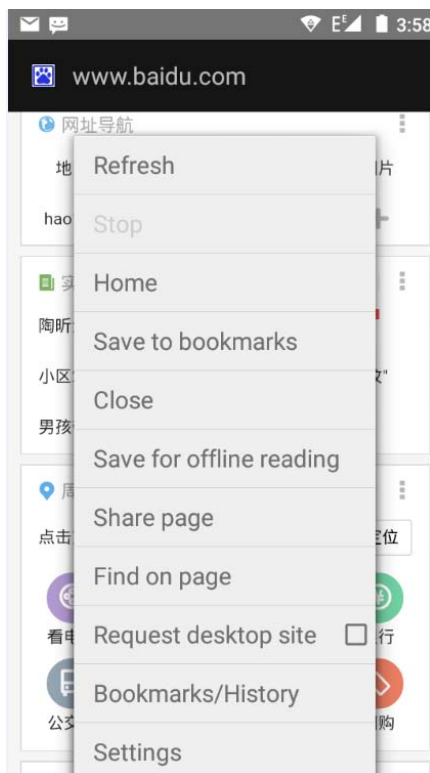 E 3:58
www.baidu.com
网址导航
地
Refresh
片
hao
Stop
Home
陶昕
Save to bookmarks
小区
Close
男孩
Save for offline reading
Share page
点击
定位
Find on page
看电
Request desktop site
行
Bookmarks/History
公交
购
Settings